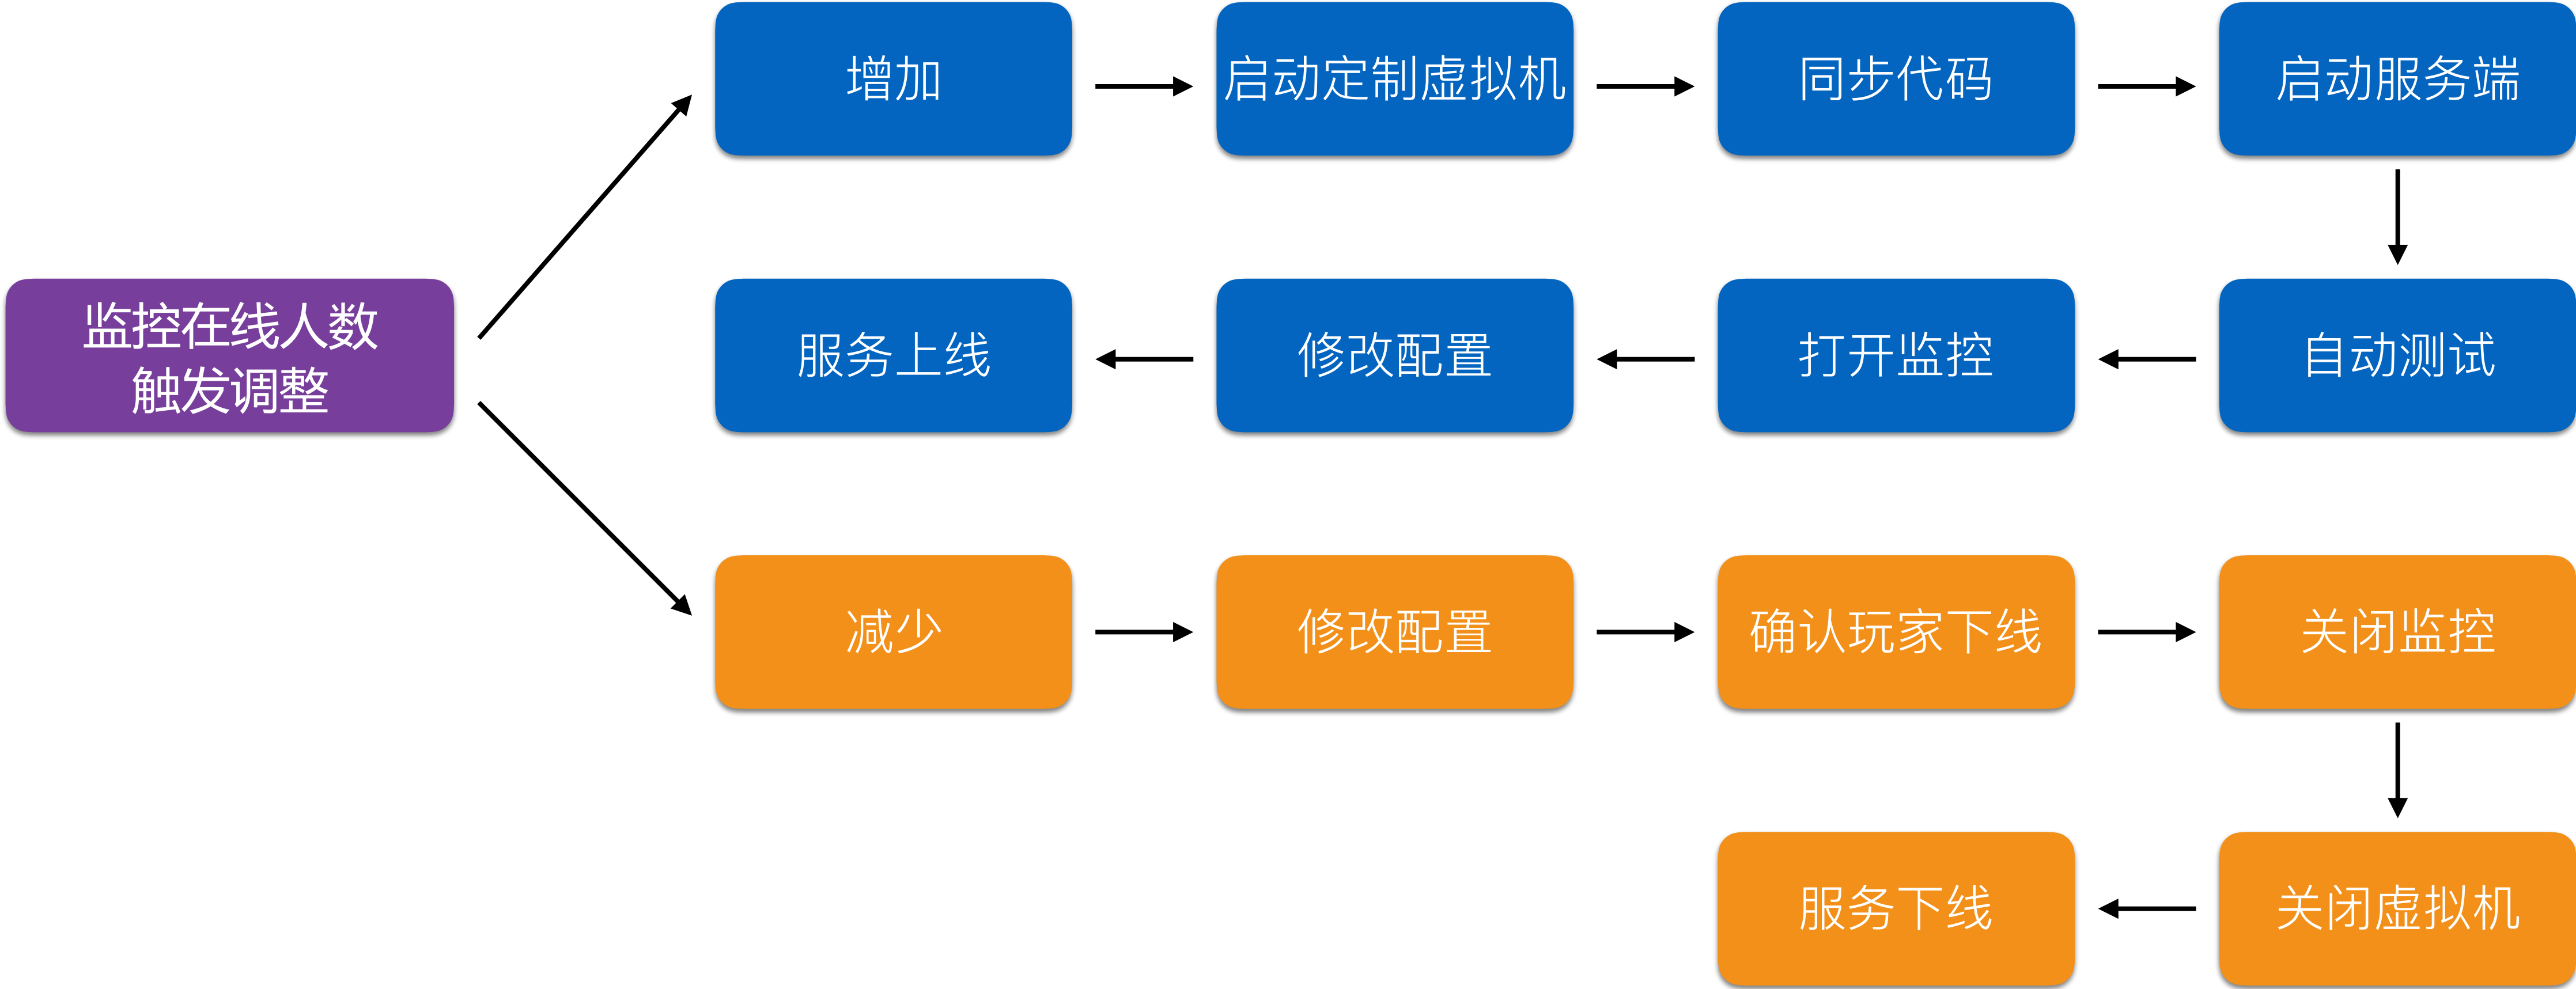 增加
启动定制虚拟机
同步代码
启动服务端
监控在线人数
触发调整
服务上线
修改配置
打开监控
自动测试
减少
修改配置
确认玩家下线
关闭监控
服务下线
关闭虚拟机